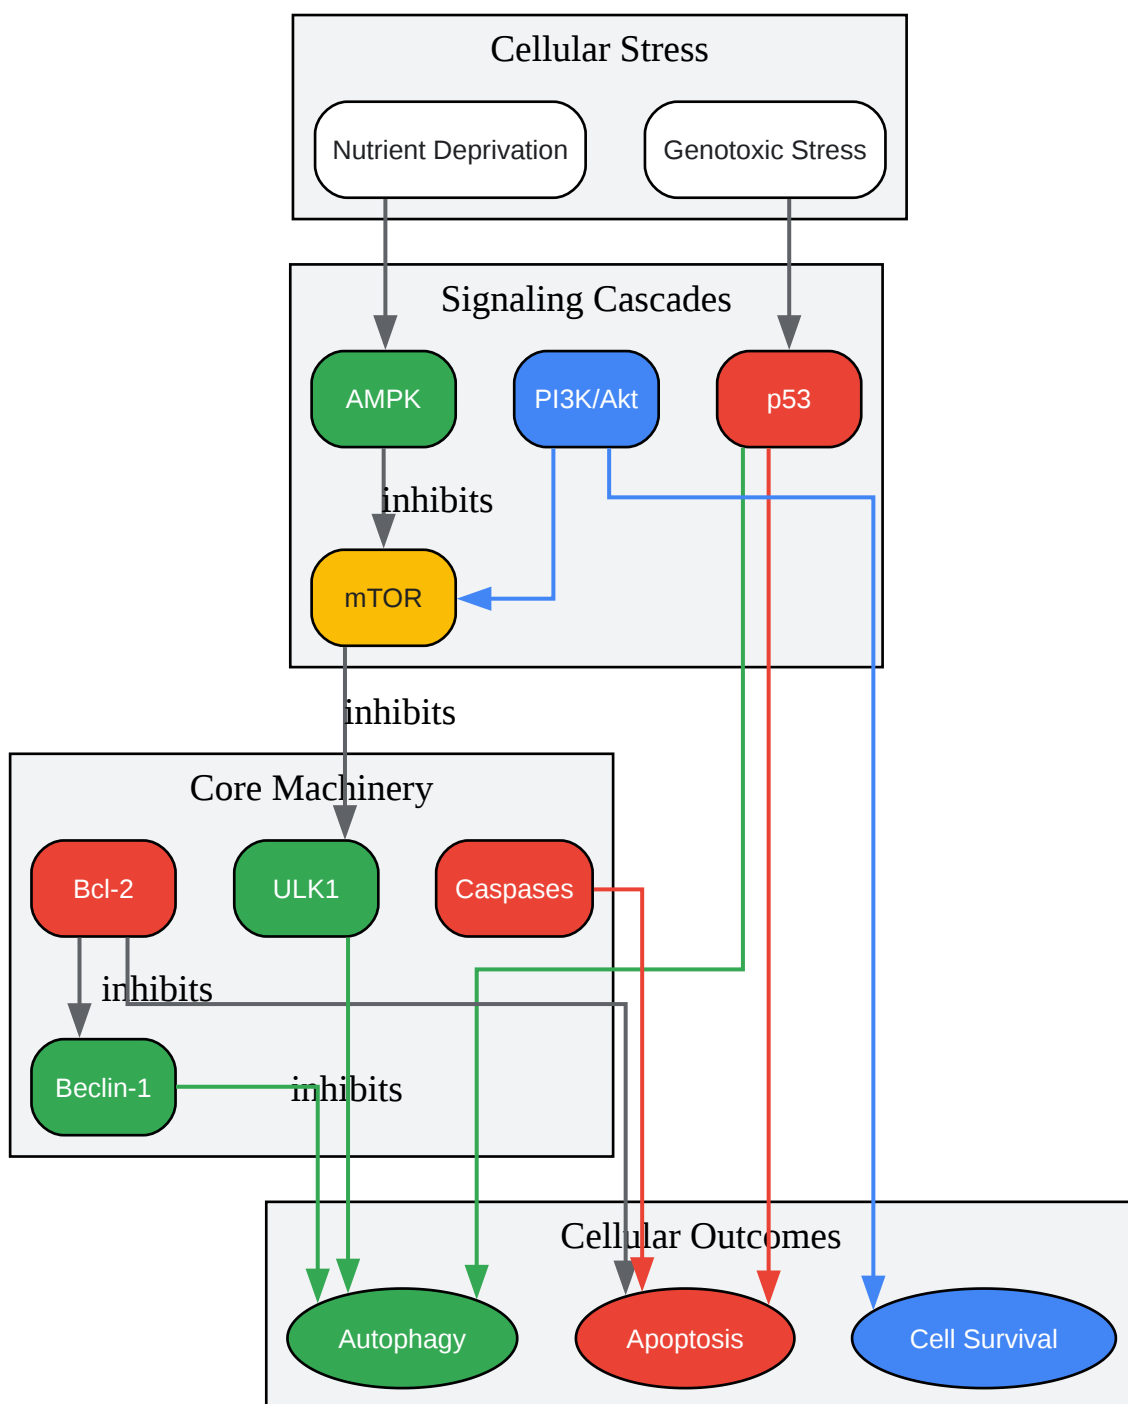 Cellular Stress
Nutrient Deprivation
Genotoxic Stress
Signaling Cascades
AMPK
PI3K/Akt
p53
inhibits
mTOR
inhibits
Core Machinery
Bcl-2
ULK1
Caspases
inhibits
Beclin-1
inhibits
Cellular Outcomes
Autophagy
Apoptosis
Cell Survival